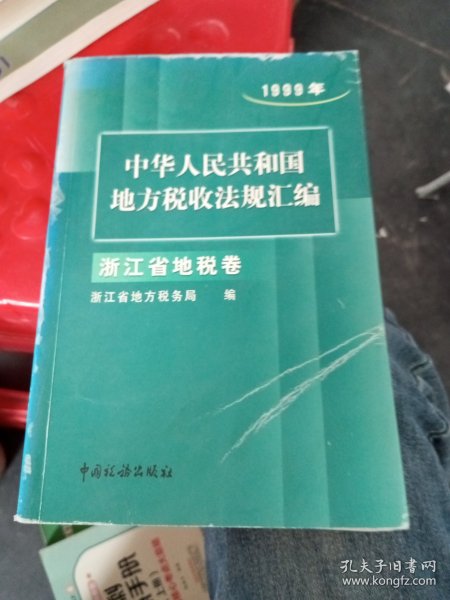 1999年
中华人民共和国
地方税收法规汇编
浙江省地税卷
浙江省地方税务局 编
中国税务出版社
手册
孔夫子旧书网
www.kongfz.com